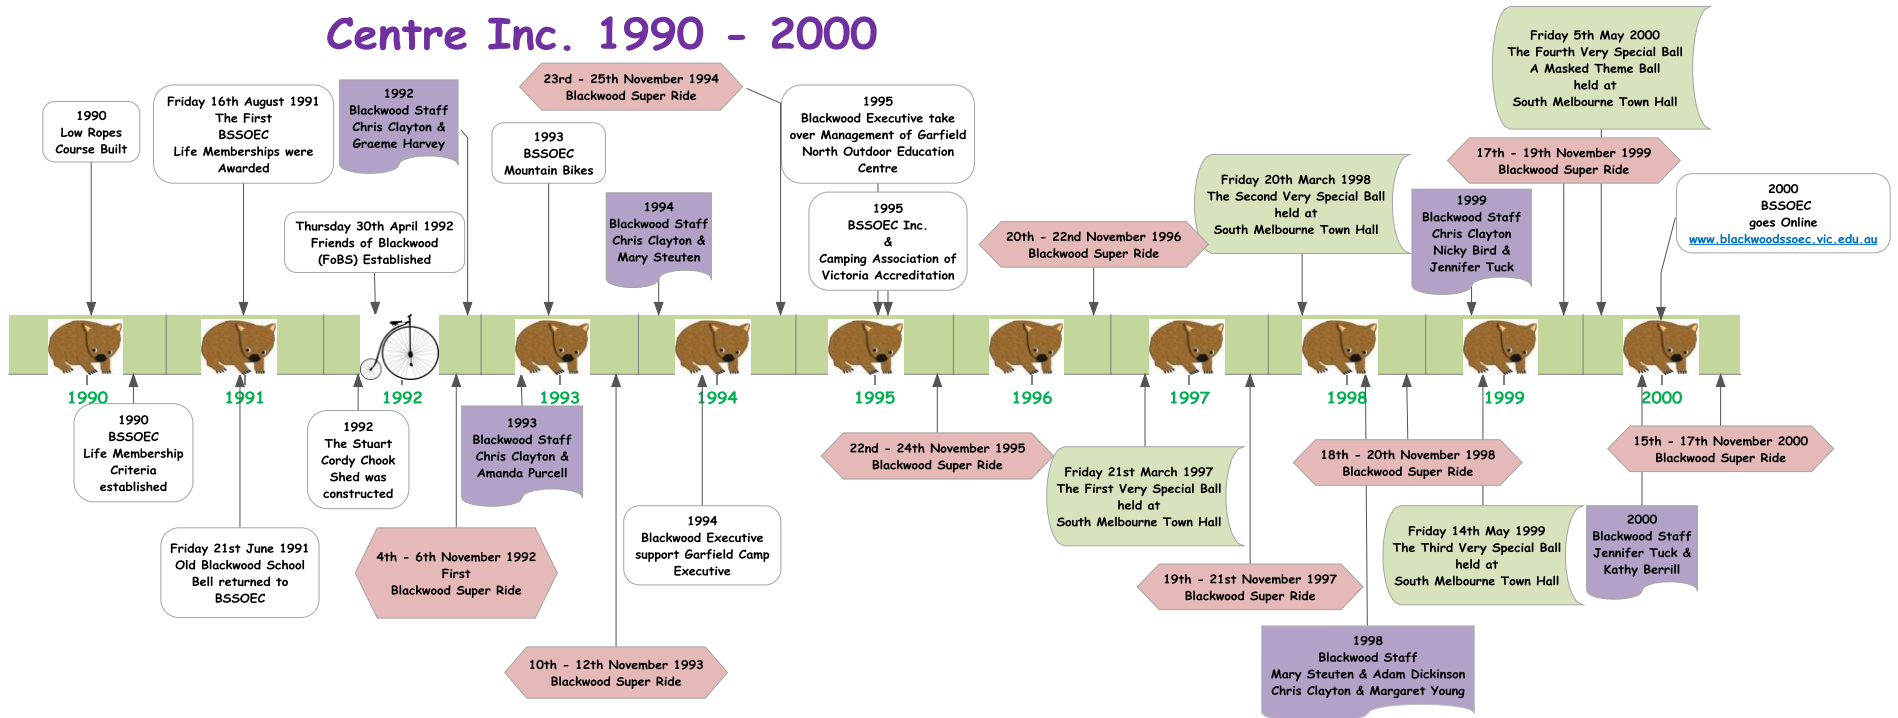 Centre Inc. 1990 - 2000
1990
Low Ropes
Course Built
Friday 16th August 1991
The First
BSSOEC
Life Memberships were
Awarded
1992
Blackwood Staff
Chris Clayton &
Graeme Harvey
Thursday 30th April 1992
Friends of Blackwood
(FoBS) Established
23rd - 25th November 1994
Blackwood Super Ride
1993
BSSOEC
Mountain Bikes
1994
Blackwood Staff
Chris Clayton &
Mary Steuten
1995
Blackwood Executive take
over Management of Garfield
North Outdoor Education
Centre
1995
BSSOEC Inc.
&
Camping Association of
Victoria Accreditation
20th - 22nd November 1996
Blackwood Super Ride
Friday 20th March 1998
The Second Very Special Ball
held at
South Melbourne Town Hall
1999
Blackwood Staff
Chris Clayton
Nicky Bird &
Jennifer Tuck
Friday 5th May 2000
The Fourth Very Special Ball
A Masked Theme Ball
held at
South Melbourne Town Hall
17th - 19th November 1999
Blackwood Super Ride
2000
BSSOEC
goes Online
www.blackwoodssoec.vic.edu.au
1990
1991
1992
1993
1994
1995
1996
1997
1998
1999
2000
1990
BSSOEC
Life Membership
Criteria
established
Friday 21st June 1991
Old Blackwood School
Bell returned to
BSSOEC
1992
The Stuart
Cordy Chook
Shed was
constructed
4th - 6th November 1992
First
Blackwood Super Ride
1993
Blackwood Staff
Chris Clayton &
Amanda Purcell
10th - 12th November 1993
Blackwood Super Ride
1994
Blackwood Executive
support Garfield Camp
Executive
22nd - 24th November 1995
Blackwood Super Ride
Friday 21st March 1997
The First Very Special Ball
held at
South Melbourne Town Hall
19th - 21st November 1997
Blackwood Super Ride
18th - 20th November 1998
Blackwood Super Ride
1998
Blackwood Staff
Mary Steuten & Adam Dickinson
Chris Clayton & Margaret Young
Friday 14th May 1999
The Third Very Special Ball
held at
South Melbourne Town Hall
2000
Blackwood Staff
Jennifer Tuck &
Kathy Berrill
15th - 17th November 2000
Blackwood Super Ride